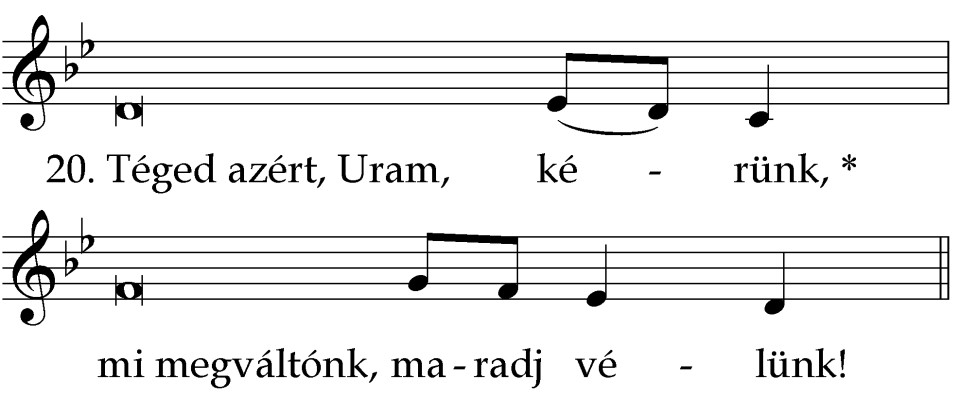 20. Téged azért, Uram, ké - rünk, *
mi megváltónk, ma - radj vé - lünk!